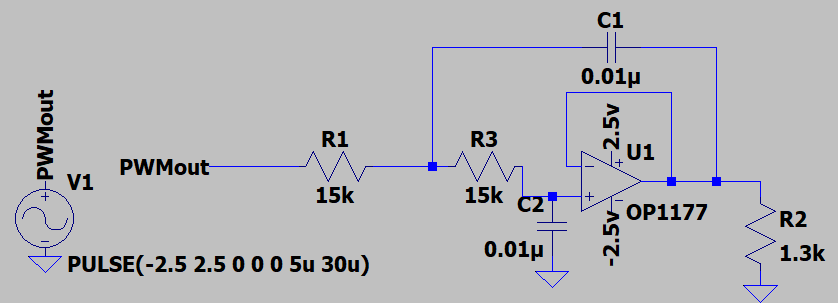 C1
0.01µ
PWMout
V1
PULSE(-2.5 2.5 0 0 0 5u 30u)
PWMout
R1
15k
R3
15k
C2
0.01µ
2.5v
U1
OP1177
-2.5v
R2
1.3k